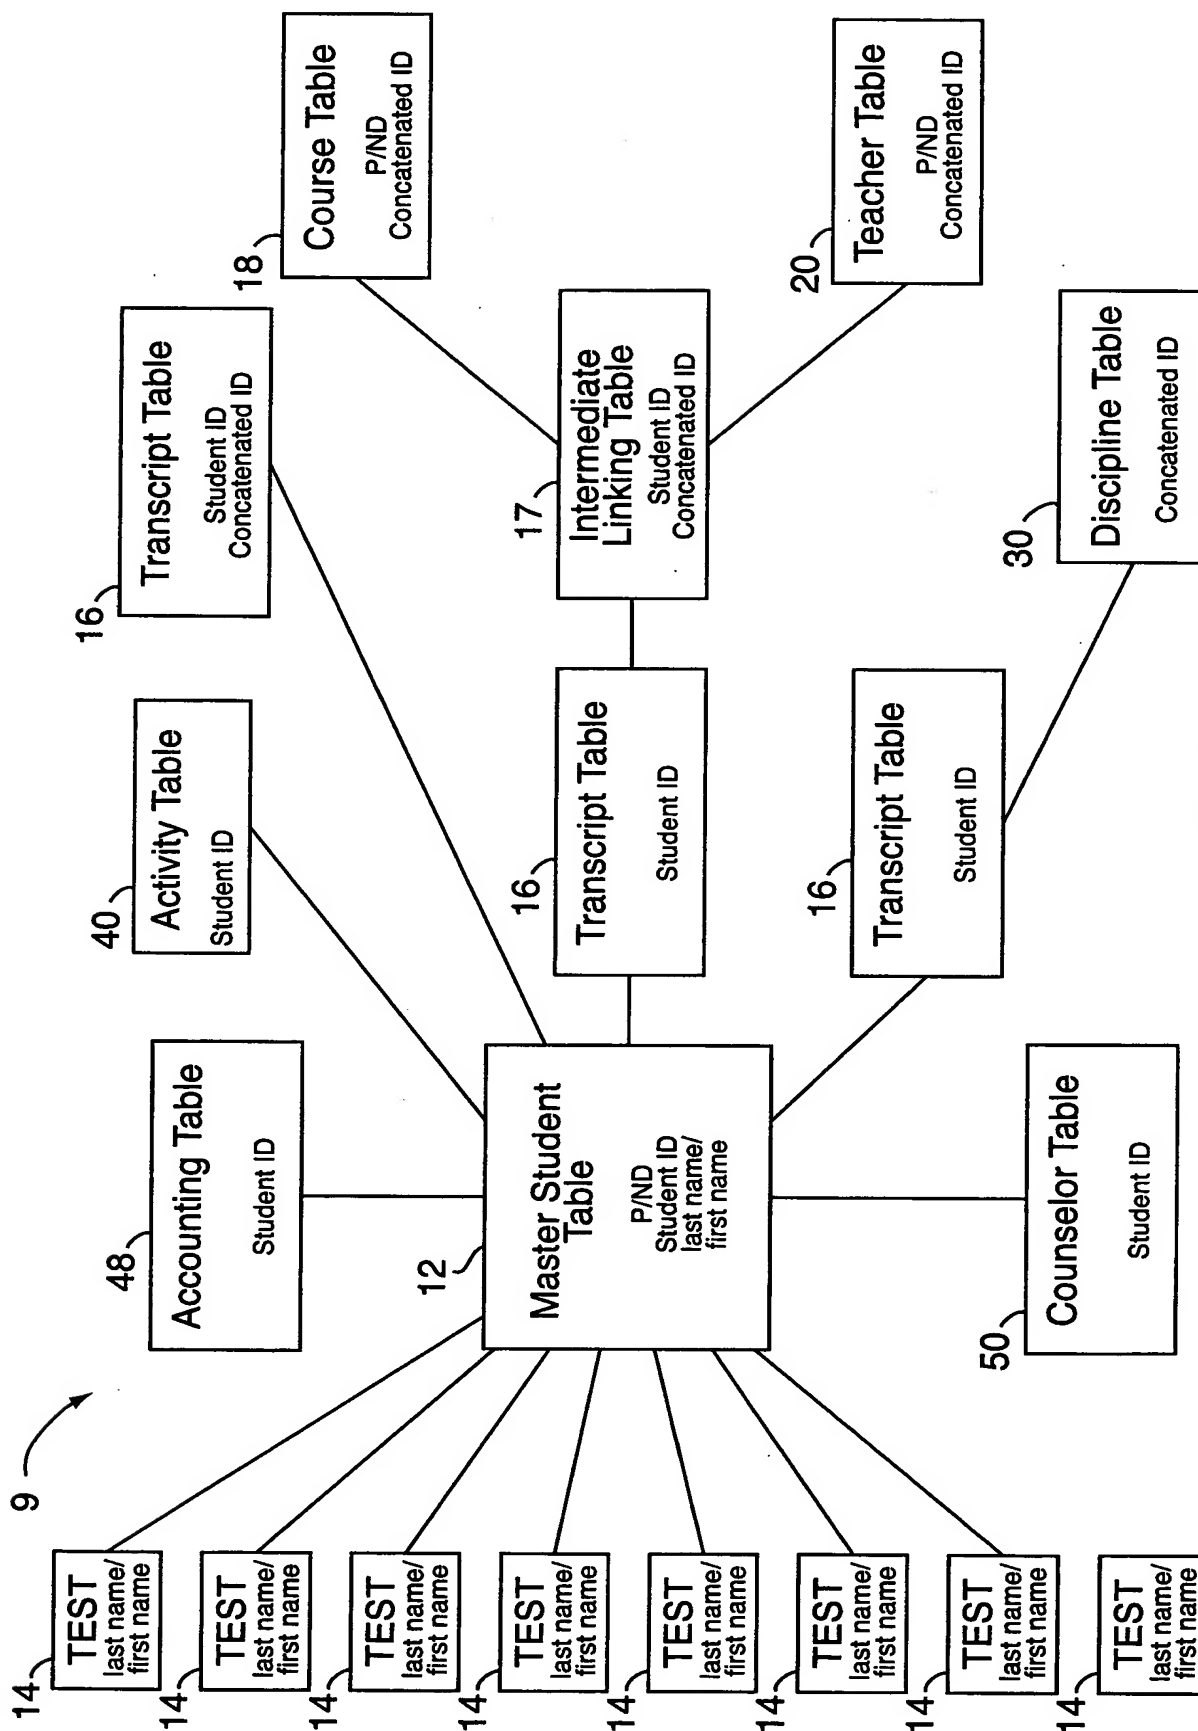 9
14
TEST
last name/
first name
14
TEST
last name/
first name
14
TEST
last name/
first name
14
TEST
last name/
first name
14
TEST
last name/
first name
14
TEST
last name/
first name
14
TEST
last name/
first name
14
TEST
last name/
first name
48
Accounting Table
Student ID
12
Master Student
Table
P/ND
Student ID
last name/
first name
50
Counselor Table
Student ID
40
Activity Table
Student ID
16
Transcript Table
Student ID
16
Transcript Table
Student ID
16
Transcript Table
Student ID
Concatenated ID
17
Intermediate
Linking Table
Student ID
Concatenated ID
30
Discipline Table
Concatenated ID
18
Course Table
P/ND
Concatenated ID
20
Teacher Table
P/ND
Concatenated ID